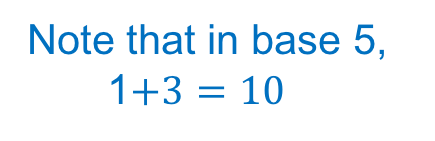 Note that in base 5,
1+3 = 10